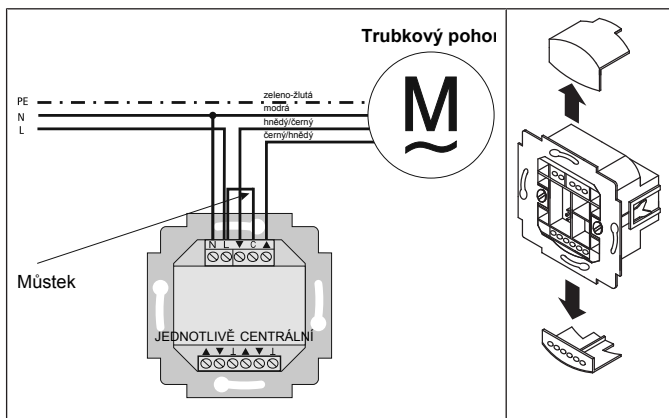 Trubkový pohon
PE
zeleno-žlutá
N
modrá
L
hnědý/černý
černý/hnědý
M
~
N L ▼ C ▲
Můstek
JEDNOTLIVĚ CENTRÁLNÍ
▲ ▼ ⊥ ▲ ▼ ⊥